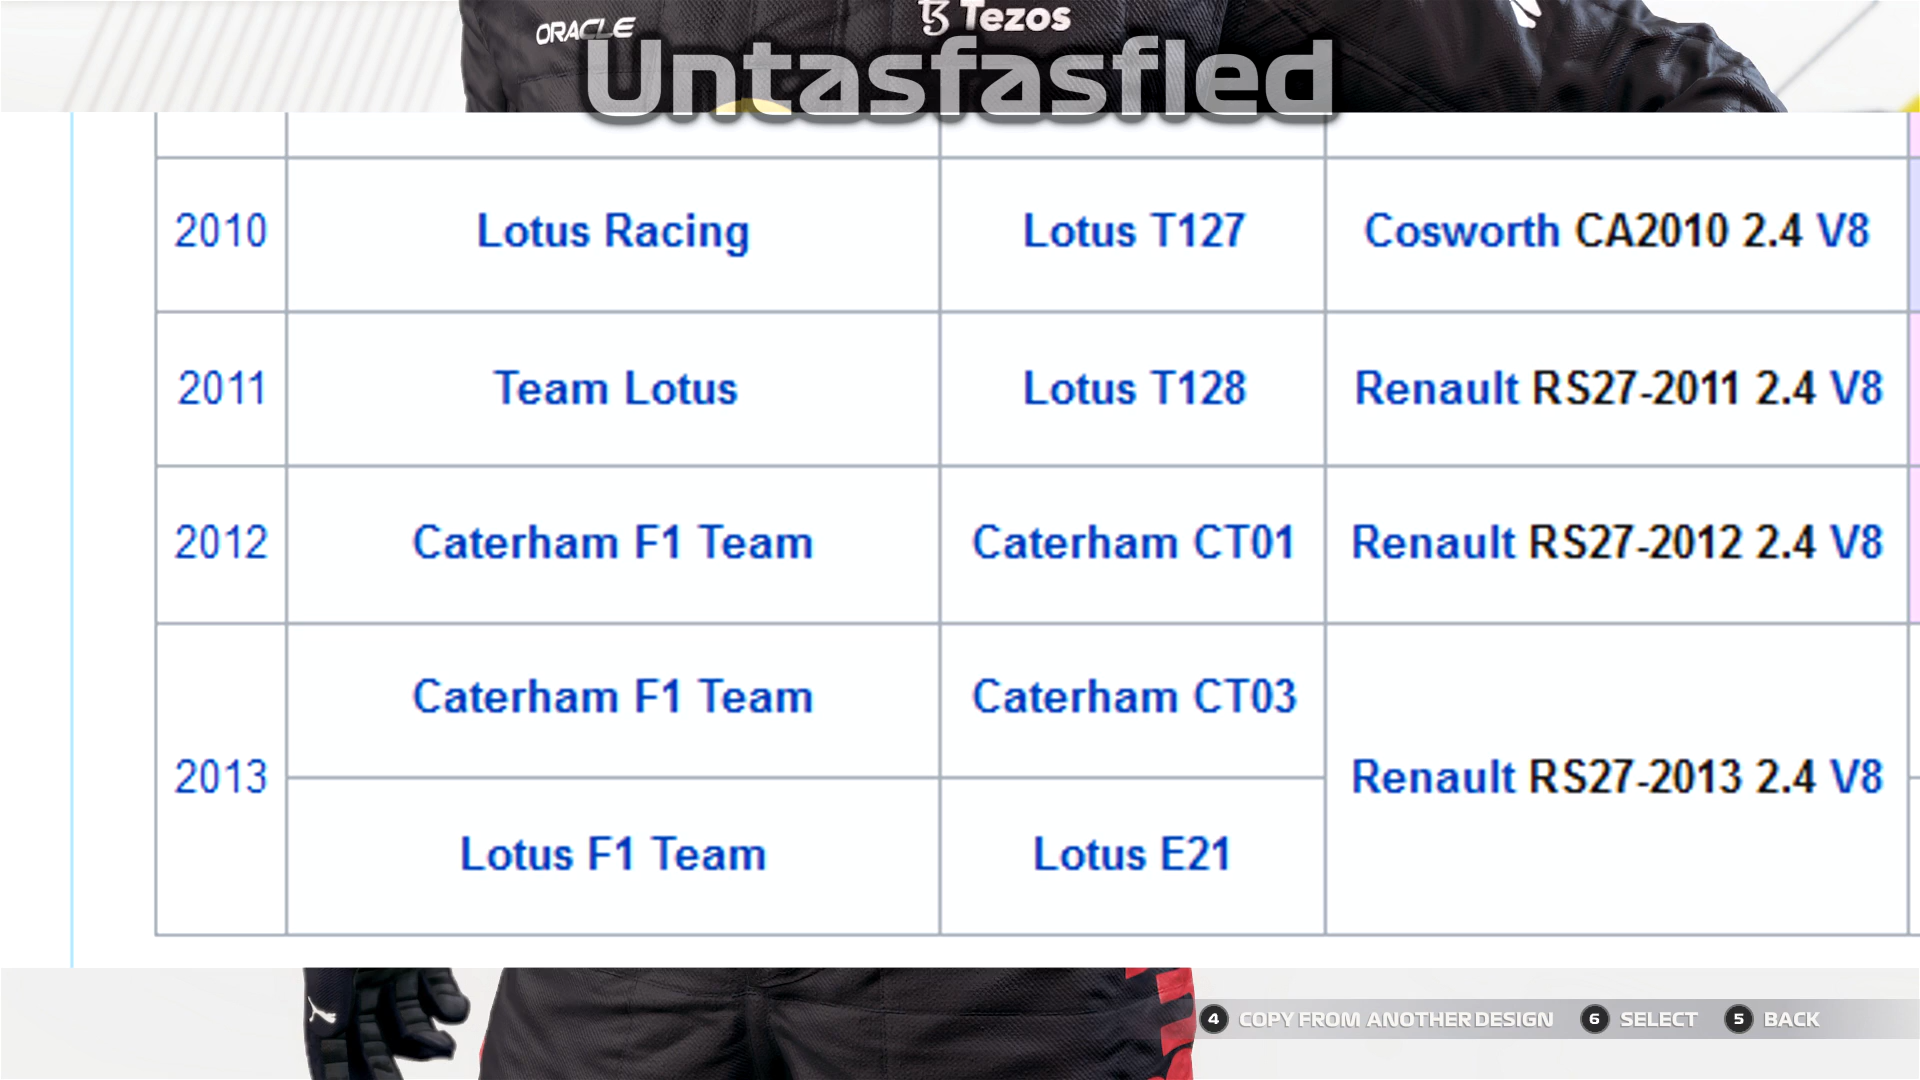 ORACLE
Tezos
Untasfasfled
2010 Lotus Racing Lotus T127 Cosworth CA2010 2.4 V8
2011 Team Lotus Lotus T128 Renault RS27-2011 2.4 V8
2012 Caterham F1 Team Caterham CT01 Renault RS27-2012 2.4 V8
Caterham F1 Team Caterham CT03
2013 Renault RS27-2013 2.4 V8
Lotus F1 Team Lotus E21
4 COPY FROM ANOTHER DESIGN 6 SELECT 5 BACK